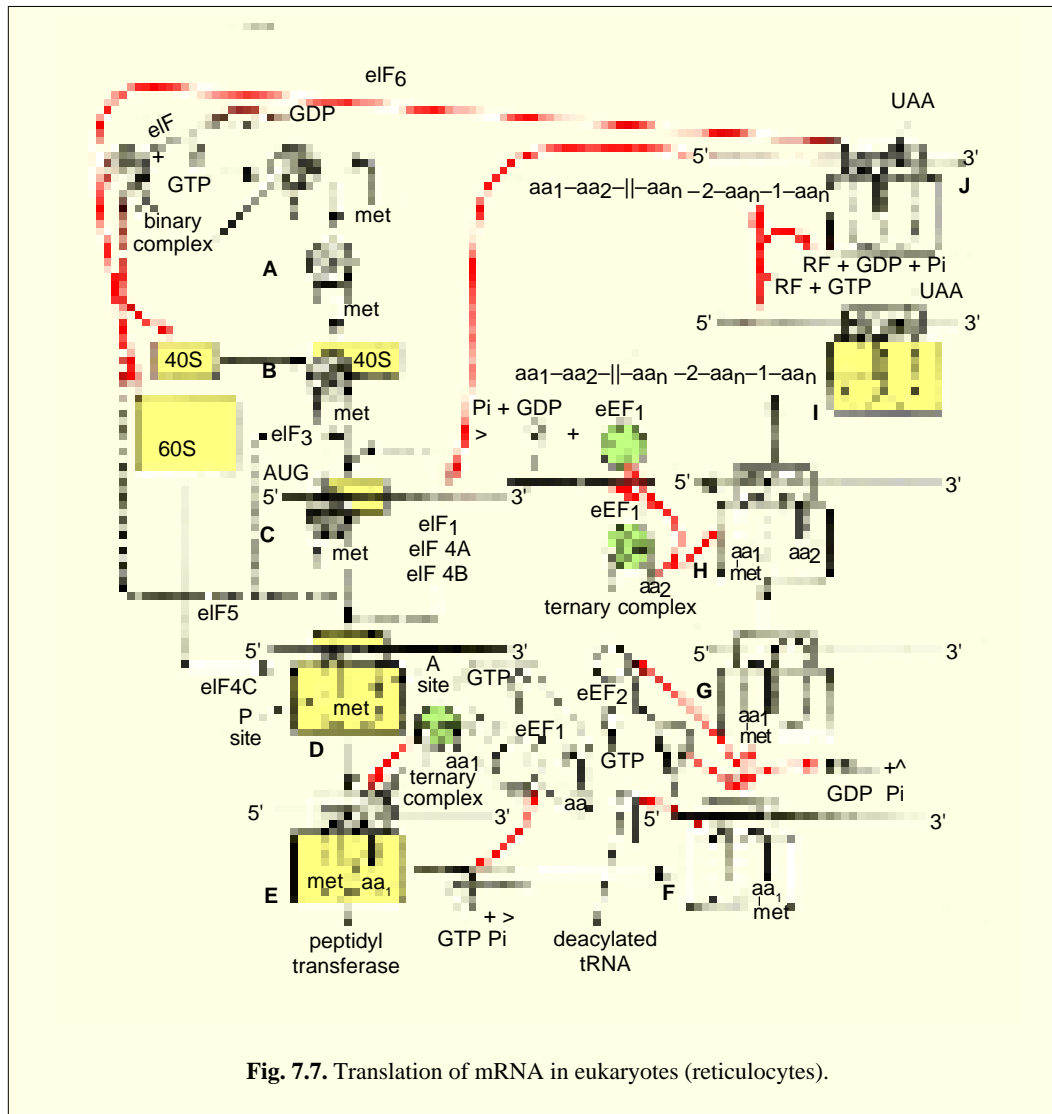 eIF6
UAA
eIF
GDP
+
GTP
5'
3'
binary
complex
met
aa1–aa2–||–aan –2–aan–1–aan
J
A
RF + GDP + Pi
RF + GTP
met
UAA
5'
3'
40S
40S
B
aa1–aa2–||–aan –2–aan–1–aan
met
Pi + GDP
eEF1
I
>
+
60S
eIF3
AUG
5'
3'
5'
3'
eIF1
eEF1
C
met
eIF 4A
eIF 4B
aa1
met
aa2
H
aa2
ternary complex
eIF5
5'
3'
A
site
GTP
5'
3'
eIF4C
eEF2
G
P
site
met
aa1
met
eEF1
D
GTP
aa1
ternary
complex
+^
GDP Pi
aa
5'
3'
5'
3'
E
met
aa1
F
aa1
met
+ >
GTP Pi
peptidyl
transferase
deacylated
tRNA
Fig. 7.7. Translation of mRNA in eukaryotes (reticulocytes).